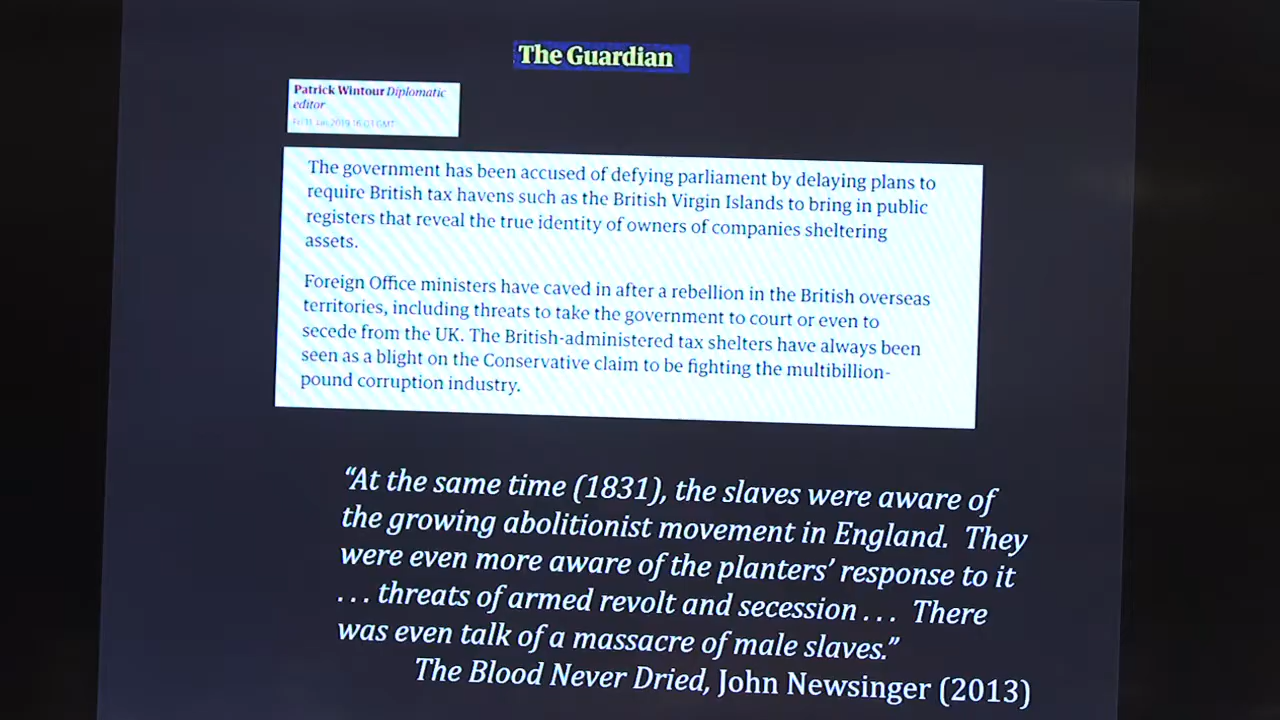 The Guardian
Patrick Wintour Diplomatic
editor
Fri 11 Jan 2019 16.03 GMT
The government has been accused of defying parliament by delaying plans to
require British tax havens such as the British Virgin Islands to bring in public
registers that reveal the true identity of owners of companies sheltering
assets.
Foreign Office ministers have caved in after a rebellion in the British overseas
territories, including threats to take the government to court or even to
secede from the UK. The British-administered tax shelters have always been
seen as a blight on the Conservative claim to be fighting the multibillion-
pound corruption industry.
“At the same time (1831), the slaves were aware of
the growing abolitionist movement in England. They
were even more aware of the planters’ response to it
. . . threats of armed revolt and secession . . . There
was even talk of a massacre of male slaves.”
The Blood Never Dried, John Newsinger (2013)